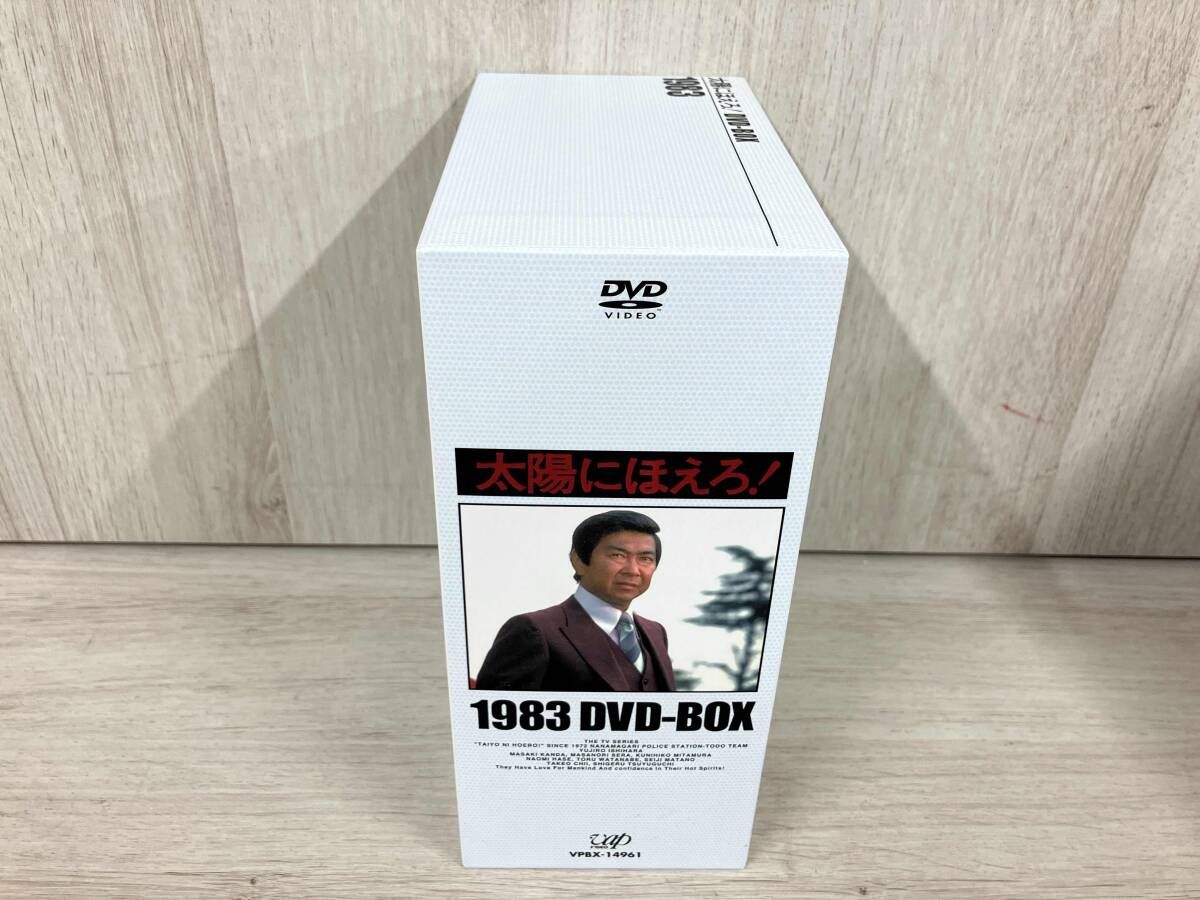 1983
太陽にほえろ! DVD-BOX
DVD
VIDEO
太陽にほえろ!
1983 DVD-BOX
THE TV SERIES
"TAIYO NI HOERO!" SINCE 1972 NANAMAGARI POLICE STATION-TODO TEAM
YUJIRO ISHIHARA
MASAKI KANDA, MASANORI SERA, KUNIHIKO MITAMURA
NAOMI HASE, TORU WATANABE, SEIJI MATANO
TAKEO CHII, SHIGERU TSUYUGUCHI
They Have Love For Mankind And confidence In Their Hot Spirits!
vap
VIDEO
VPBX-14961